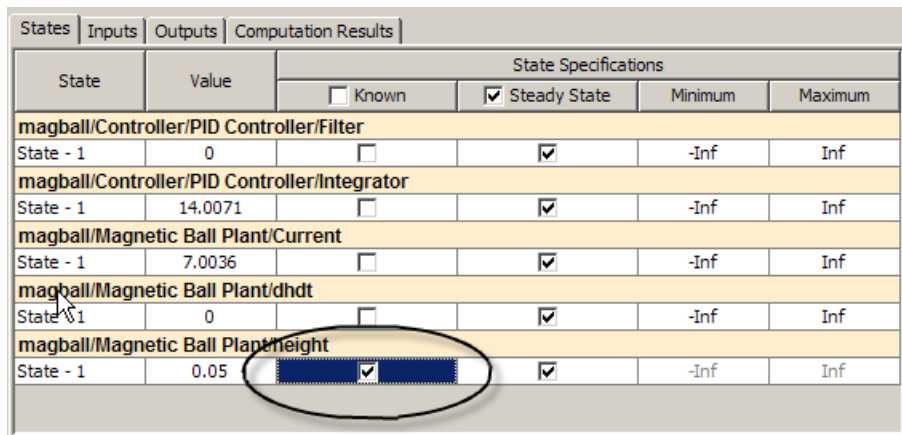 States Inputs Outputs Computation Results
State Specifications
State Value
Known Steady State Minimum Maximum
magball/Controller/PID Controller/Filter
State - 1 0 -Inf Inf
magball/Controller/PID Controller/Integrator
State - 1 14.0071 -Inf Inf
magball/Magnetic Ball Plant/Current
State - 1 7.0036 -Inf Inf
magball/Magnetic Ball Plant/dhdt
State - 1 0 -Inf Inf
magball/Magnetic Ball Plant/height
State - 1 0.05 -Inf Inf